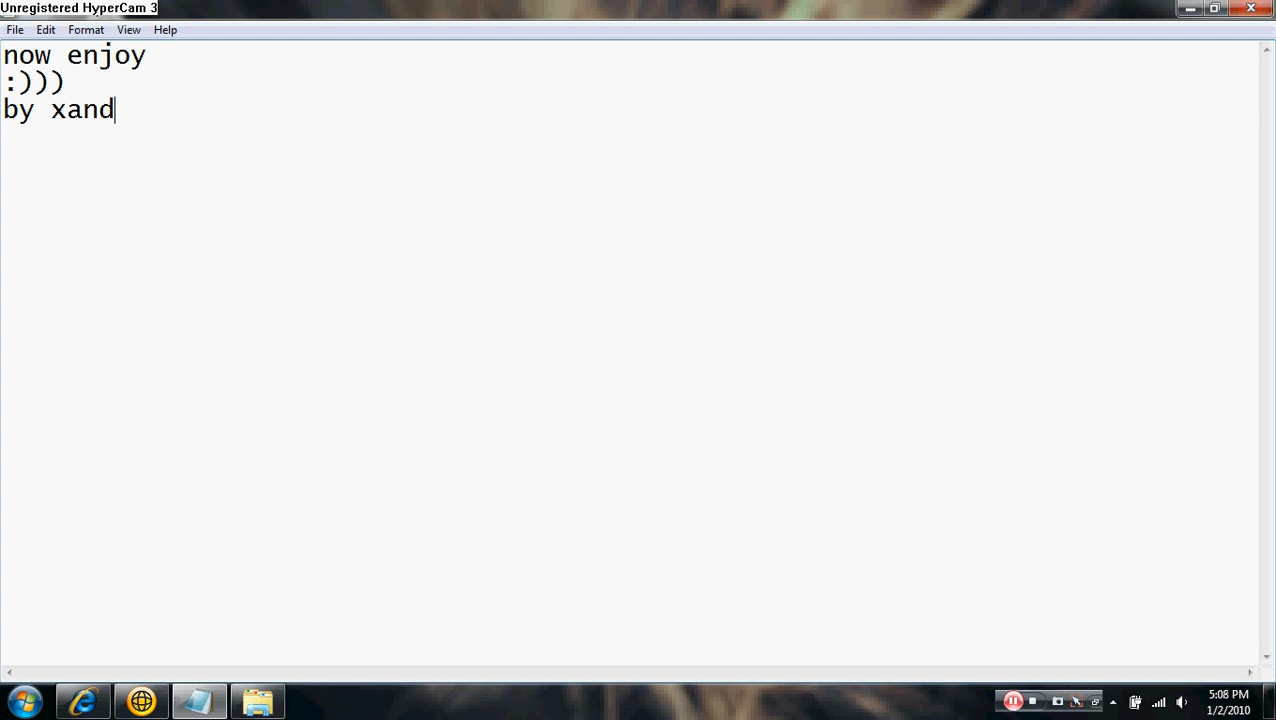 Unregistered HyperCam 3
File Edit Format View Help
now enjoy
:)))
by xand
5:08 PM
1/2/2010